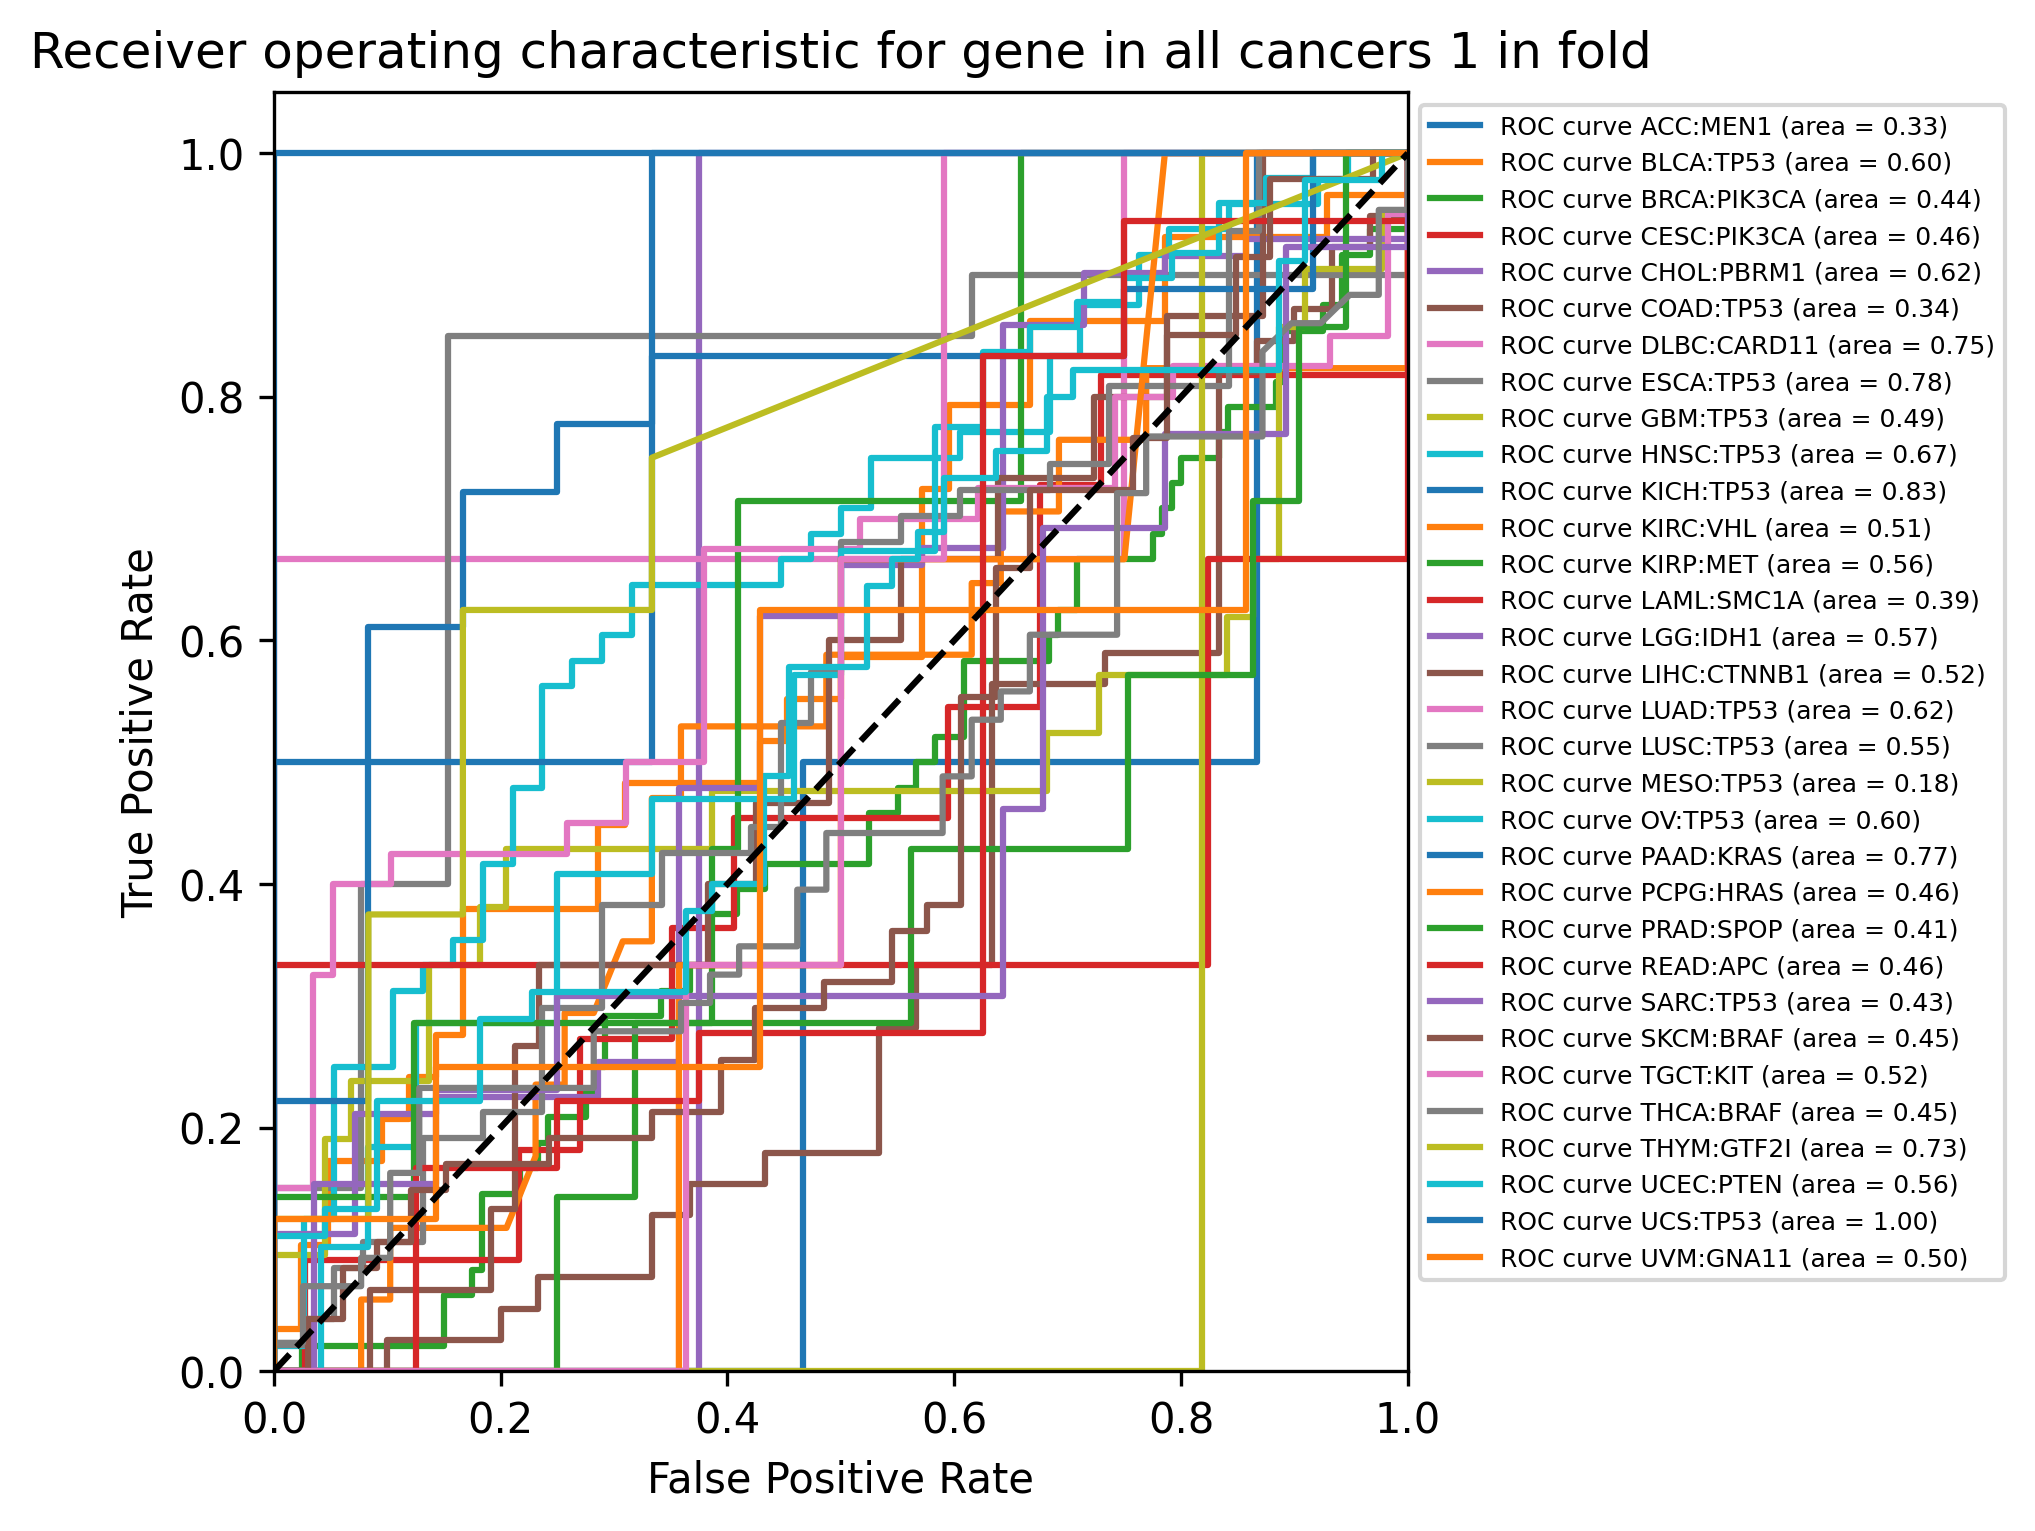 Receiver operating characteristic for gene in all cancers 1 in fold
True Positive Rate
1.0
0.8
0.6
0.4
0.2
0.0
0.0 0.2 0.4 0.6 0.8 1.0
False Positive Rate
ROC curve ACC:MEN1 (area = 0.33)
ROC curve BLCA:TP53 (area = 0.60)
ROC curve BRCA:PIK3CA (area = 0.44)
ROC curve CESC:PIK3CA (area = 0.46)
ROC curve CHOL:PBRM1 (area = 0.62)
ROC curve COAD:TP53 (area = 0.34)
ROC curve DLBC:CARD11 (area = 0.75)
ROC curve ESCA:TP53 (area = 0.78)
ROC curve GBM:TP53 (area = 0.49)
ROC curve HNSC:TP53 (area = 0.67)
ROC curve KICH:TP53 (area = 0.83)
ROC curve KIRC:VHL (area = 0.51)
ROC curve KIRP:MET (area = 0.56)
ROC curve LAML:SMC1A (area = 0.39)
ROC curve LGG:IDH1 (area = 0.57)
ROC curve LIHC:CTNNB1 (area = 0.52)
ROC curve LUAD:TP53 (area = 0.62)
ROC curve LUSC:TP53 (area = 0.55)
ROC curve MESO:TP53 (area = 0.18)
ROC curve OV:TP53 (area = 0.60)
ROC curve PAAD:KRAS (area = 0.77)
ROC curve PCPG:HRAS (area = 0.46)
ROC curve PRAD:SPOP (area = 0.41)
ROC curve READ:APC (area = 0.46)
ROC curve SARC:TP53 (area = 0.43)
ROC curve SKCM:BRAF (area = 0.45)
ROC curve TGCT:KIT (area = 0.52)
ROC curve THCA:BRAF (area = 0.45)
ROC curve THYM:GTF2I (area = 0.73)
ROC curve UCEC:PTEN (area = 0.56)
ROC curve UCS:TP53 (area = 1.00)
ROC curve UVM:GNA11 (area = 0.50)